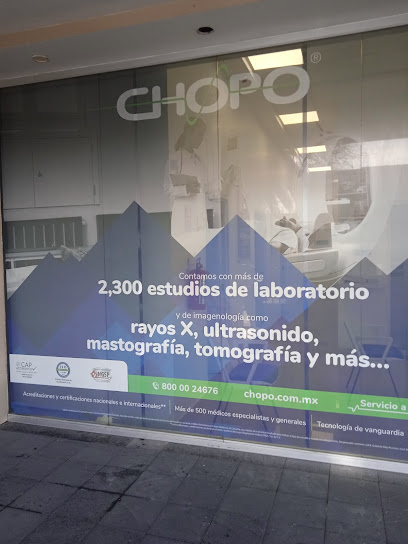 CHOPO®
Contamos con más de
2,300 estudios de laboratorio
y de imagenología como
rayos X, ultrasonido,
mastografía, tomografía y más...
CAP
800 00 24676 chopo.com.mx Servicio a
Acreditaciones y certificaciones nacionales e internacionales** Más de 500 médicos especialistas y generales Tecnología de vanguardia